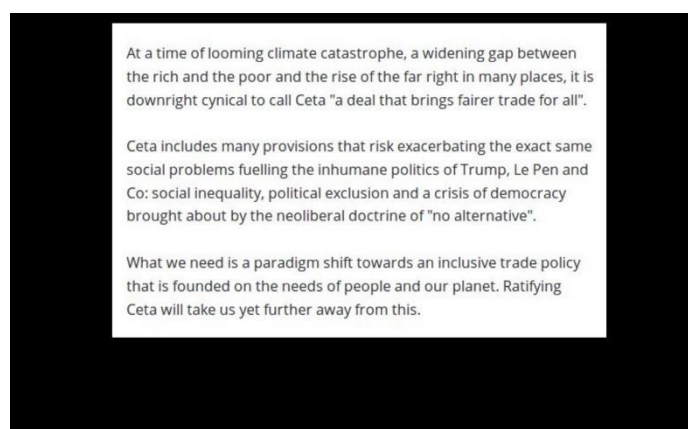 At a time of looming climate catastrophe, a widening gap between
the rich and the poor and the rise of the far right in many places, it is
downright cynical to call Ceta "a deal that brings fairer trade for all".
Ceta includes many provisions that risk exacerbating the exact same
social problems fuelling the inhumane politics of Trump, Le Pen and
Co: social inequality, political exclusion and a crisis of democracy
brought about by the neoliberal doctrine of "no alternative".
What we need is a paradigm shift towards an inclusive trade policy
that is founded on the needs of people and our planet. Ratifying
Ceta will take us yet further away from this.